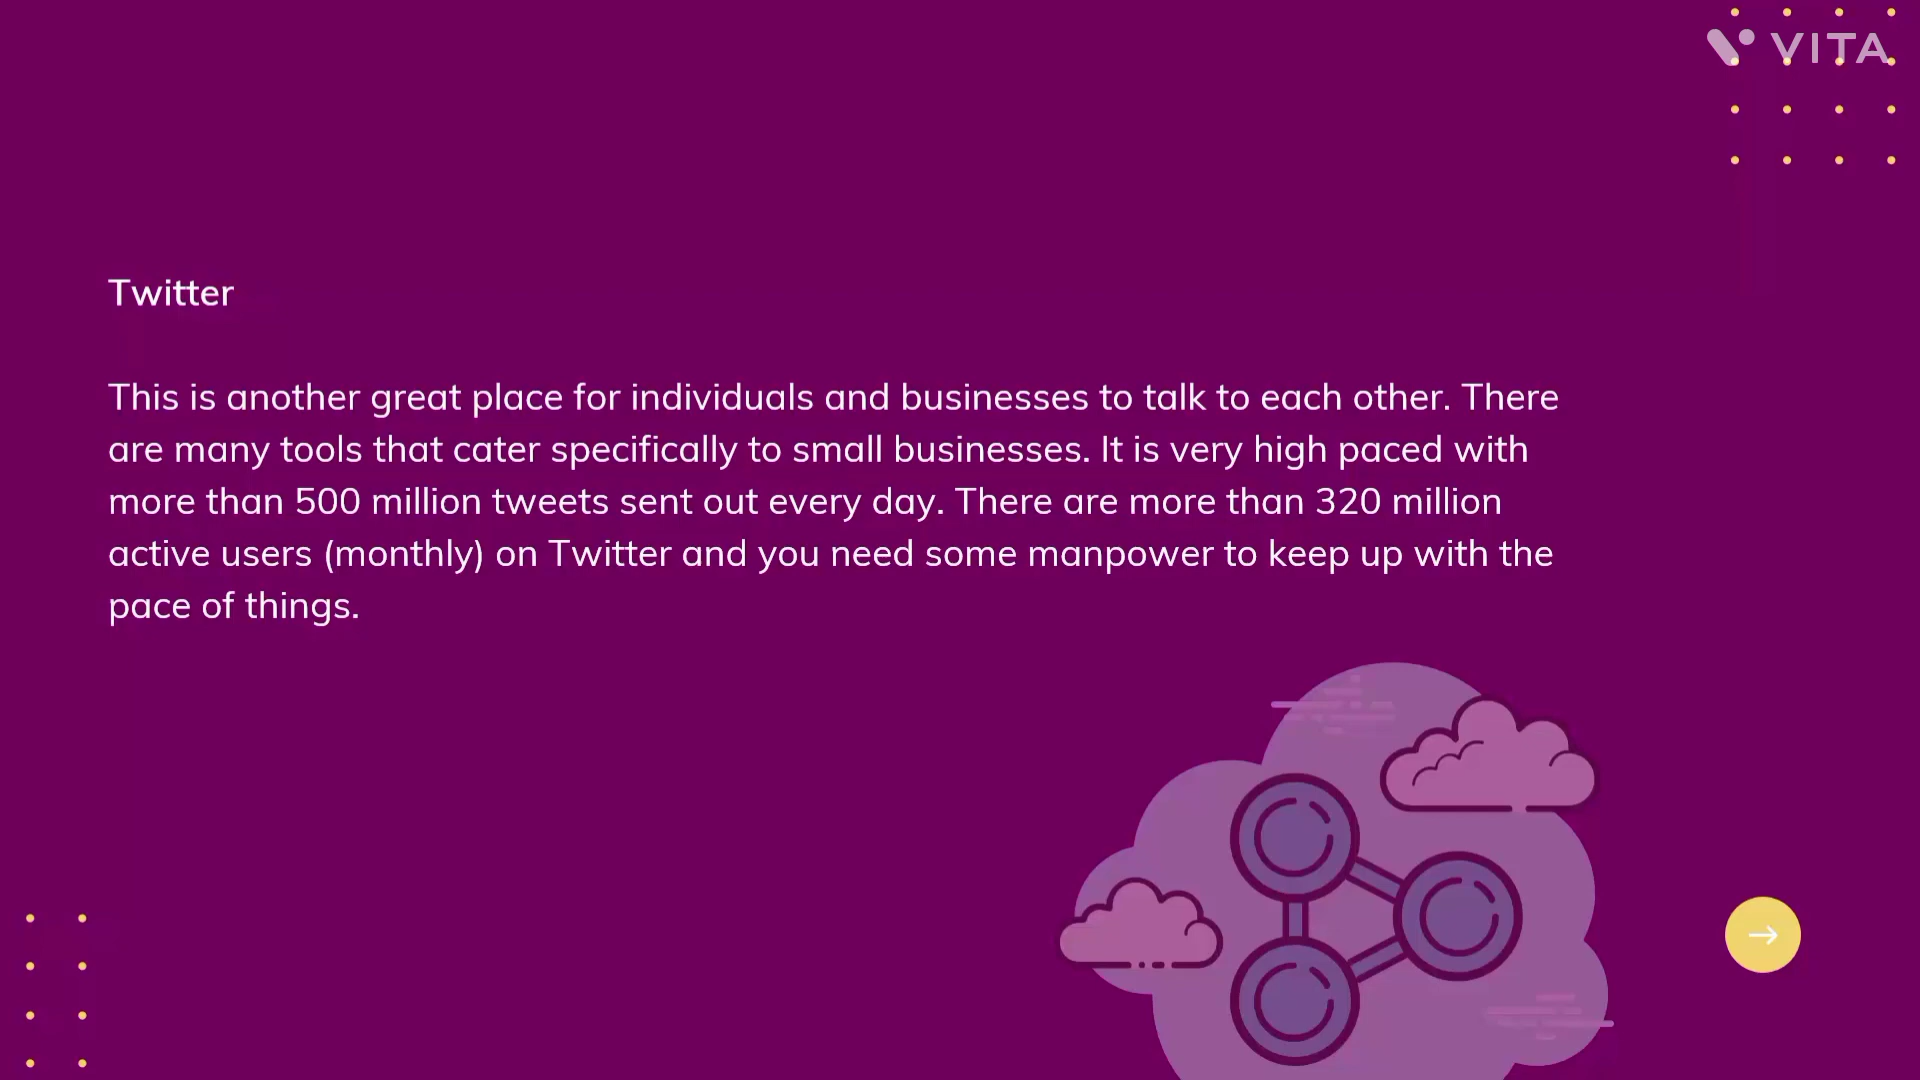 VITA
Twitter
This is another great place for individuals and businesses to talk to each other. There
are many tools that cater specifically to small businesses. It is very high paced with
more than 500 million tweets sent out every day. There are more than 320 million
active users (monthly) on Twitter and you need some manpower to keep up with the
pace of things.